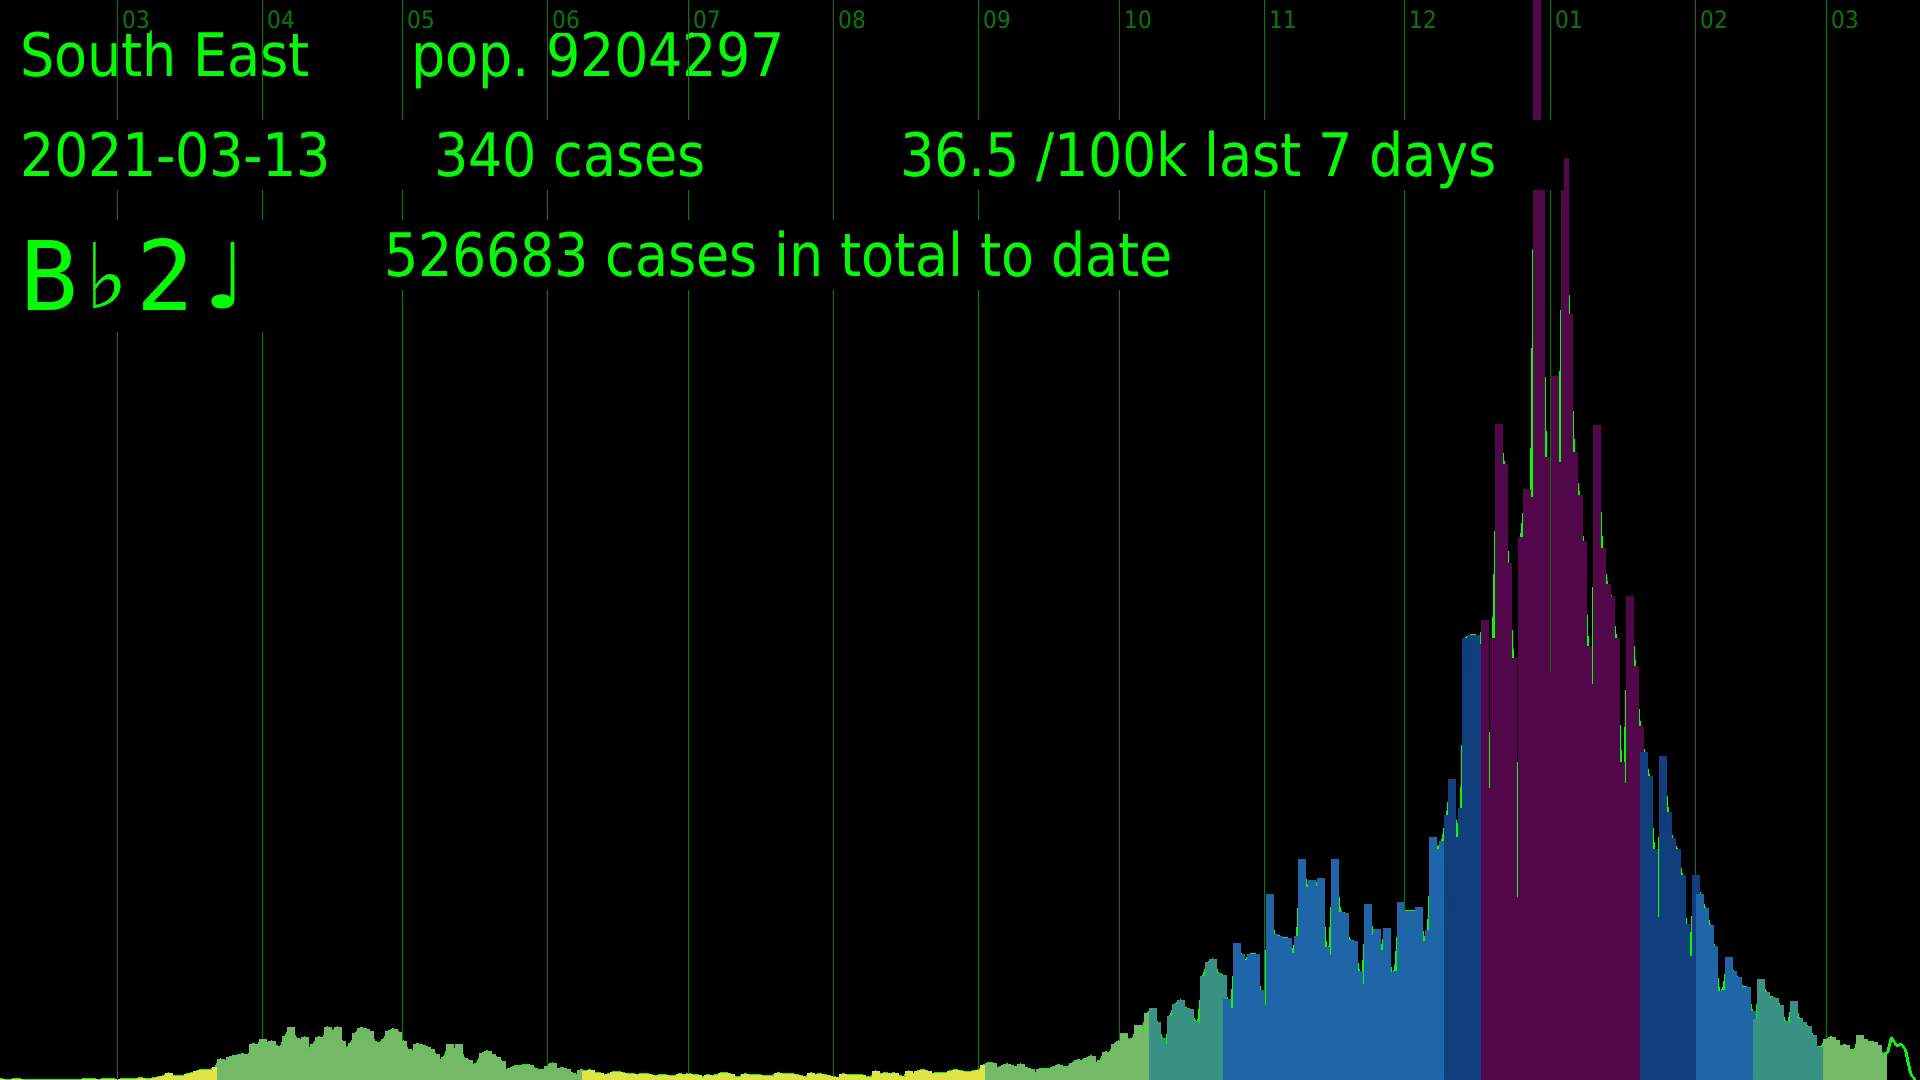 03 04 05 06 07 08 09 10 11 12 01 02 03
South East pop. 9204297
2021-03-13 340 cases 36.5 /100k last 7 days
B♭2♩ 526683 cases in total to date